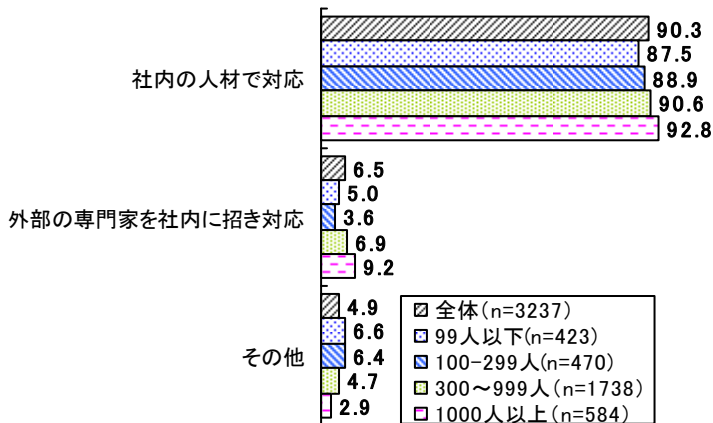 社内の人材で対応
90.3
87.5
88.9
90.6
92.8
外部の専門家を社内に招き対応
6.5
5.0
3.6
6.9
9.2
その他
4.9
6.6
6.4
4.7
2.9
全体(n=3237)
99人以下(n=423)
100-299人(n=470)
300～999人(n=1738)
1000人以上(n=584)